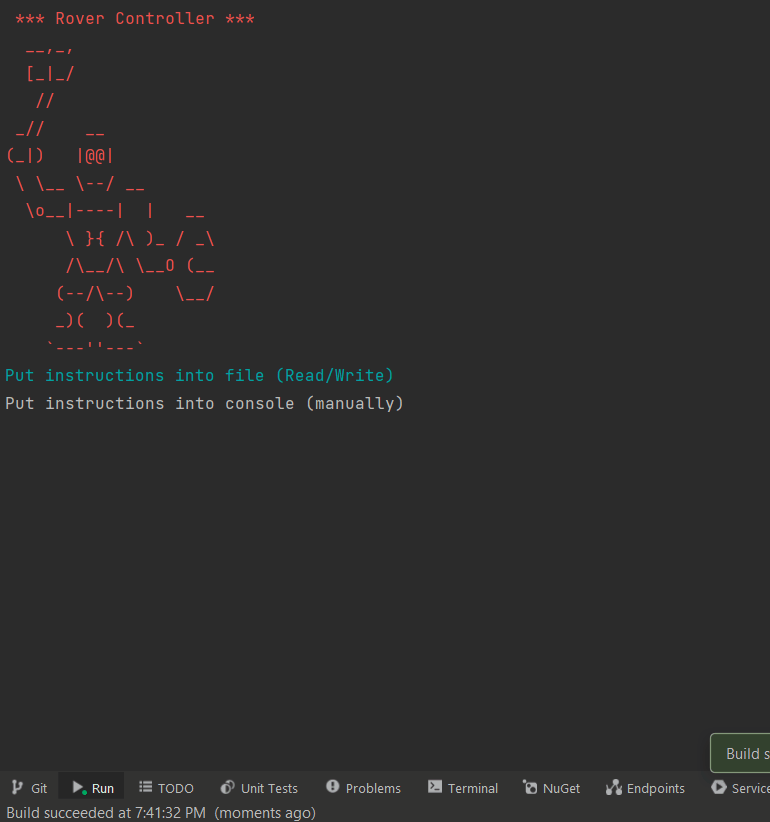 *** Rover Controller ***
   __,_,
  [_|_/
   //
 _//    __
(_|)   |@@|
 \ \__ \--/ __
  \o__|----|  |   __
      \ }{ /\ )_ / _\
      /\__/\ \__O (__
     (--/\--)    \__/
     _)(  )(_
    `---''---`
Put instructions into file (Read/Write)
Put instructions into console (manually)
Build s
Git Run TODO Unit Tests Problems Terminal NuGet Endpoints Service
Build succeeded at 7:41:32 PM (moments ago)